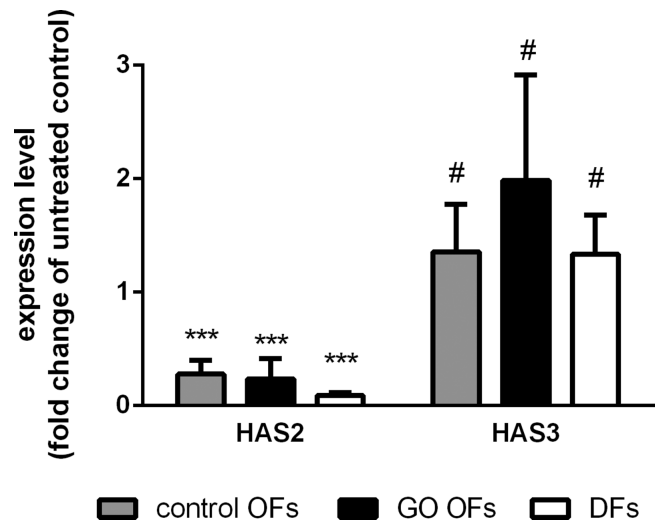 expression level
(fold change of untreated control)
3
2
1
0
***
***
***
#
#
#
HAS2
HAS3
control OFs
GO OFs
DFs